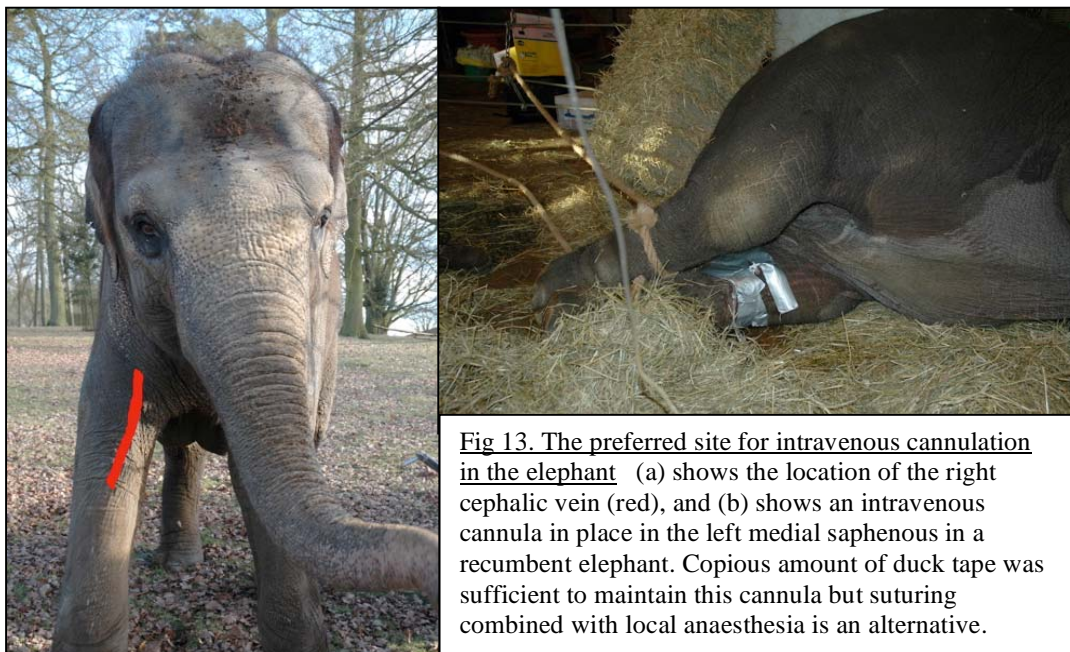 Fig 13. The preferred site for intravenous cannulation
in the elephant (a) shows the location of the right
cephalic vein (red), and (b) shows an intravenous
cannula in place in the left medial saphenous in a
recumbent elephant. Copious amount of duck tape was
sufficient to maintain this cannula but suturing
combined with local anaesthesia is an alternative.